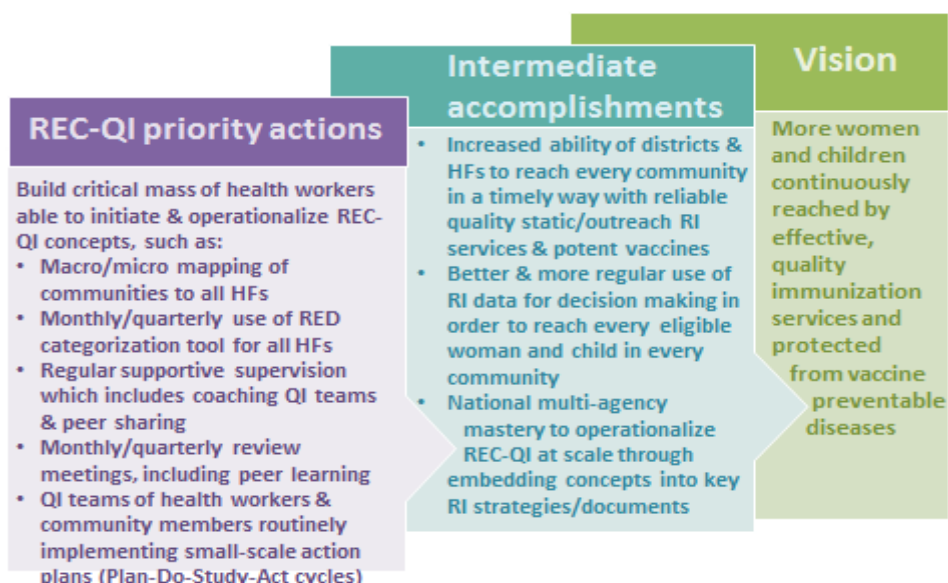 REC-QI priority actions
Build critical mass of health workers
able to initiate & operationalize REC-
QI concepts, such as:
• Macro/micro mapping of
communities to all HFs
• Monthly/quarterly use of RED
categorization tool for all HFs
• Regular supportive supervision
which includes coaching QI teams
& peer sharing
• Monthly/quarterly review
meetings, including peer learning
• QI teams of health workers &
community members routinely
implementing small-scale action
plans (Plan-Do-Study-Act cycles)
Intermediate
accomplishments
• Increased ability of districts &
HFs to reach every community
in a timely way with reliable
quality static/outreach RI
services & potent vaccines
• Better & more regular use of
RI data for decision making in
order to reach every eligible
woman and child in every
community
• National multi-agency
mastery to operationalize
REC-QI at scale through
embedding concepts into key
RI strategies/documents
Vision
More women
and children
continuously
reached by
effective,
quality
immunization
services and
protected
from vaccine
preventable
diseases